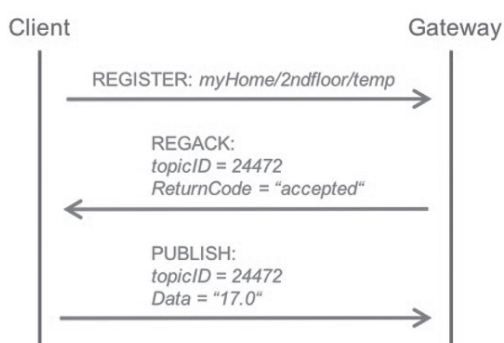 Client
Gateway
REGISTER: myHome/2ndfloor/temp
REGACK:
topicID = 24472
ReturnCode = “accepted“
PUBLISH:
topicID = 24472
Data = “17.0“